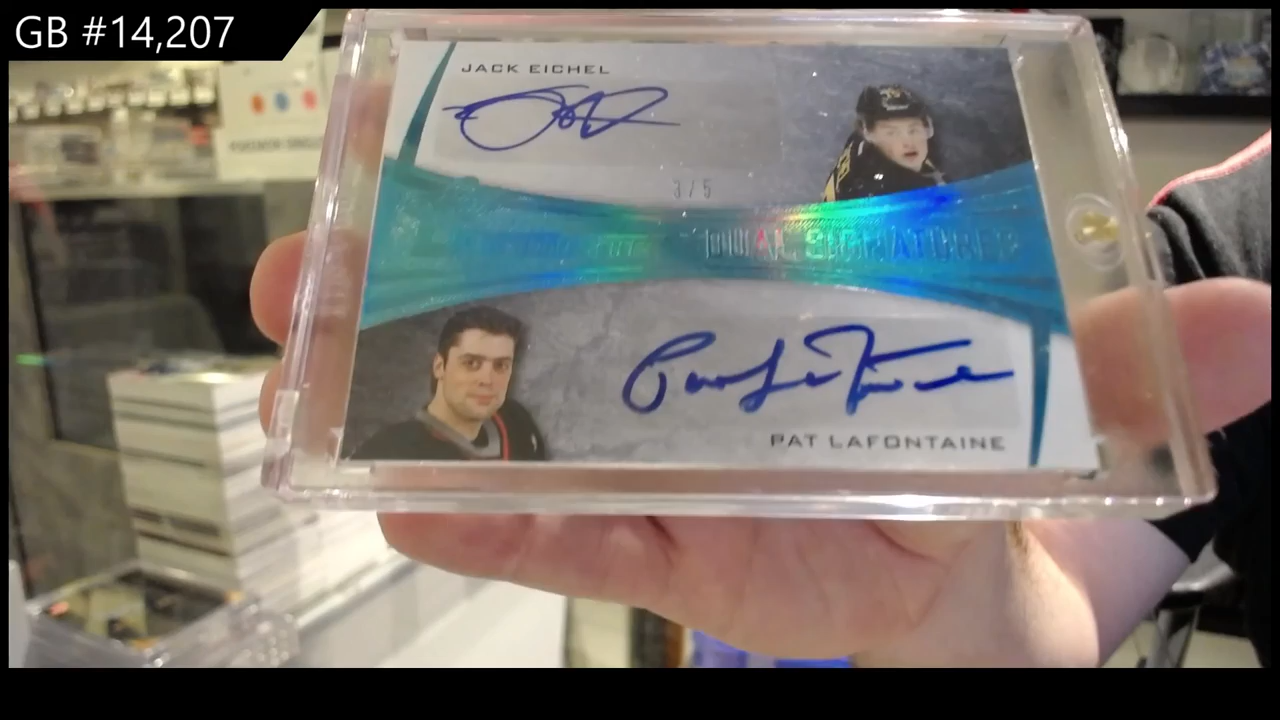 GB #14,207
JACK EICHEL
3/5
DUAL SIGNATURES
PAT LAFONTAINE